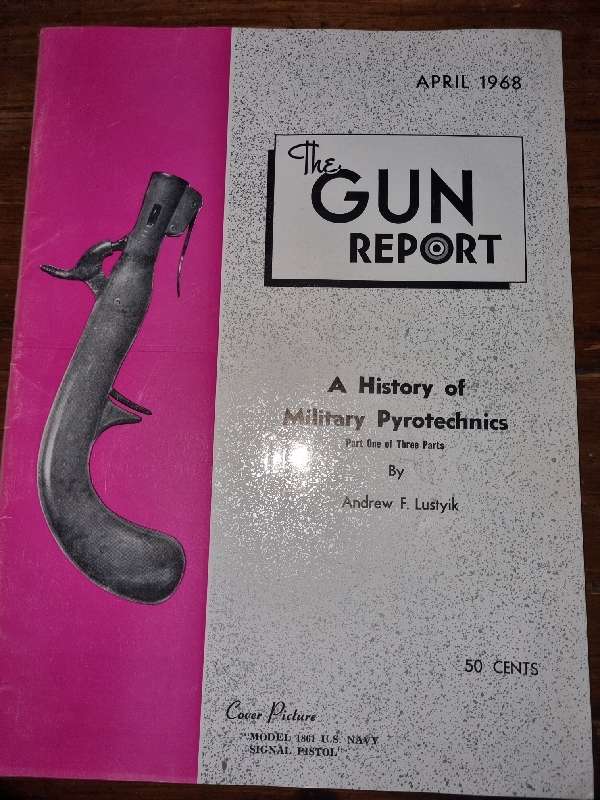 APRIL 1968
The
GUN
REPORT
A History of
Military Pyrotechnics
Part One of Three Parts
By
Andrew F. Lustyik
50 CENTS
Cover Picture
"MODEL 1861 U.S. NAVY
SIGNAL PISTOL"